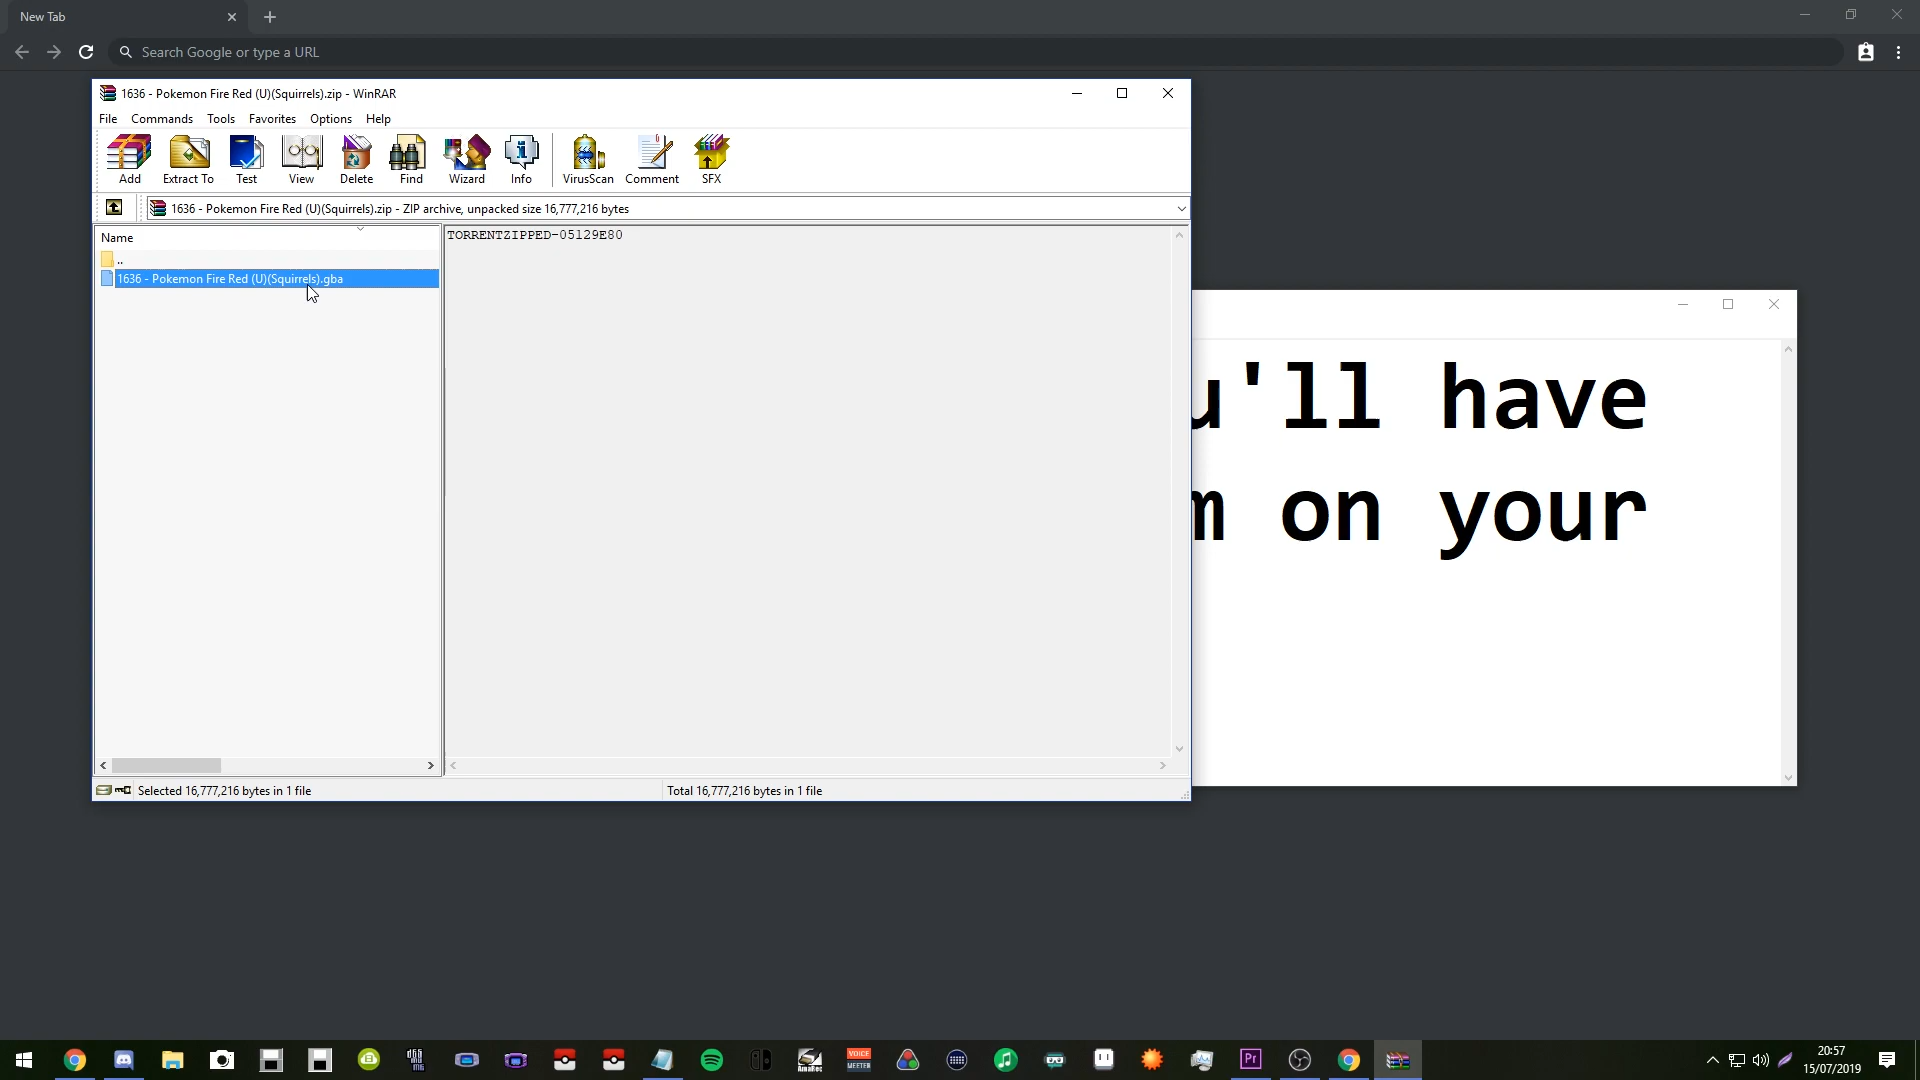 New Tab
Search Google or type a URL
1636 - Pokemon Fire Red (U)(Squirrels).zip - WinRAR
File Commands Tools Favorites Options Help
Add Extract To Test View Delete Find Wizard Info VirusScan Comment SFX
1636 - Pokemon Fire Red (U)(Squirrels).zip - ZIP archive, unpacked size 16,777,216 bytes
Name
TORRENTZIPPED-05129E80
..
1636 - Pokemon Fire Red (U)(Squirrels).gba
u'll have
m on your
Selected 16,777,216 bytes in 1 file
Total 16,777,216 bytes in 1 file
VOICE
MEETER
AmaRec
Pr
20:57
15/07/2019